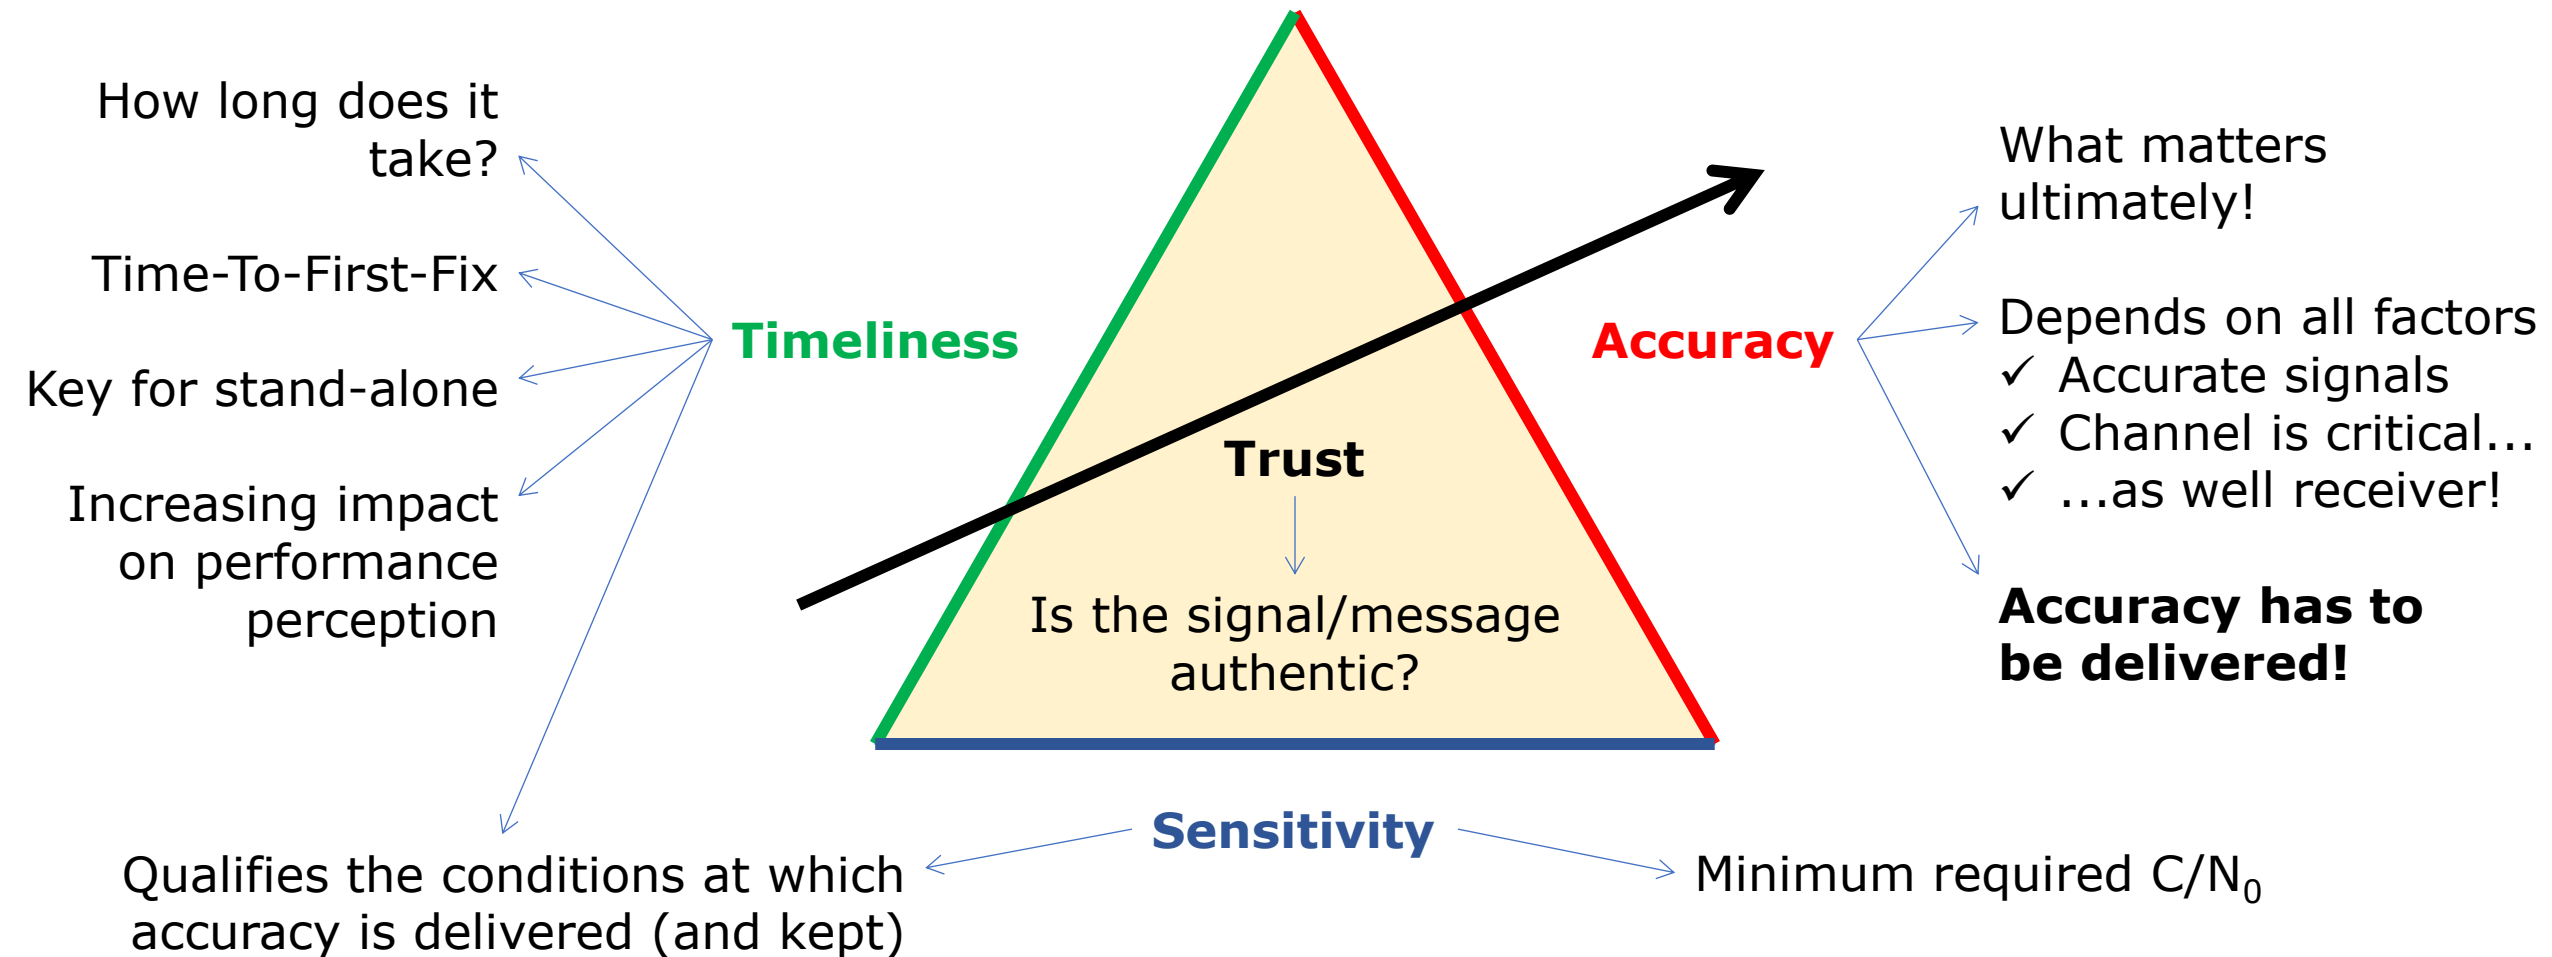 How long does it
take?
Time-To-First-Fix
Key for stand-alone
Increasing impact
on performance
perception
Timeliness
Trust
Is the signal/message
authentic?
Accuracy
What matters
ultimately!
Depends on all factors
✓ Accurate signals
✓ Channel is critical...
✓ ...as well receiver!
Accuracy has to
be delivered!
Sensitivity
Qualifies the conditions at which
accuracy is delivered (and kept)
Minimum required C/N₀